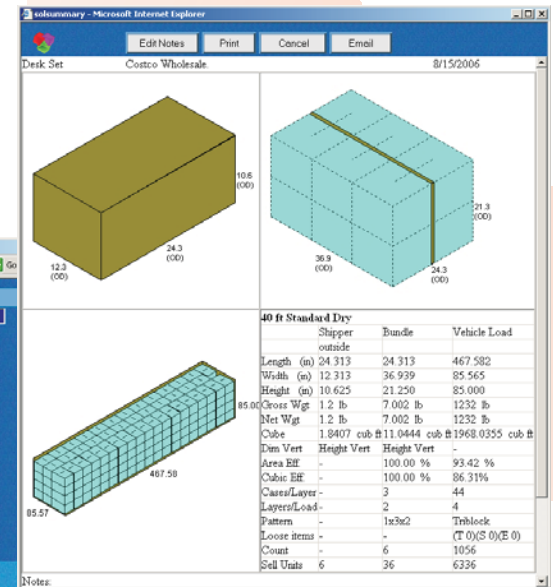 solsummary - Microsoft Internet Explorer
Edit Notes Print Cancel Email
Desk Set Costco Wholesale. 8/15/2006
10.6
(OD)
24.3
(OD)
12.3
(OD)
21.3
(OD)
36.9
(OD)
24.3
(OD)
Go
85.00
467.58
85.57
40 ft Standard Dry
Shipper Bundle Vehicle Load
outside
Length (in) 24.313 24.313 467.582
Width (in) 12.313 36.939 85.565
Height (in) 10.625 21.250 85.000
Gross Wgt 1.2 lb 7.002 lb 1232 lb
Net Wgt 1.2 lb 7.002 lb 1232 lb
Cube 1.8407 cub ft 11.0444 cub ft 1968.0355 cub ft
Dim Vert Height Vert Height Vert -
Area Eff - 100.00 % 93.42 %
Cubic Eff - 100.00 % 86.31%
Cases/Layer - 3 44
Layers/Load - 2 4
Pattern - 1x3x2 Triblock
Loose items - - (T 0)(S 0)(E 0)
Count - 6 1056
Sell Units 6 36 6336
Notes: